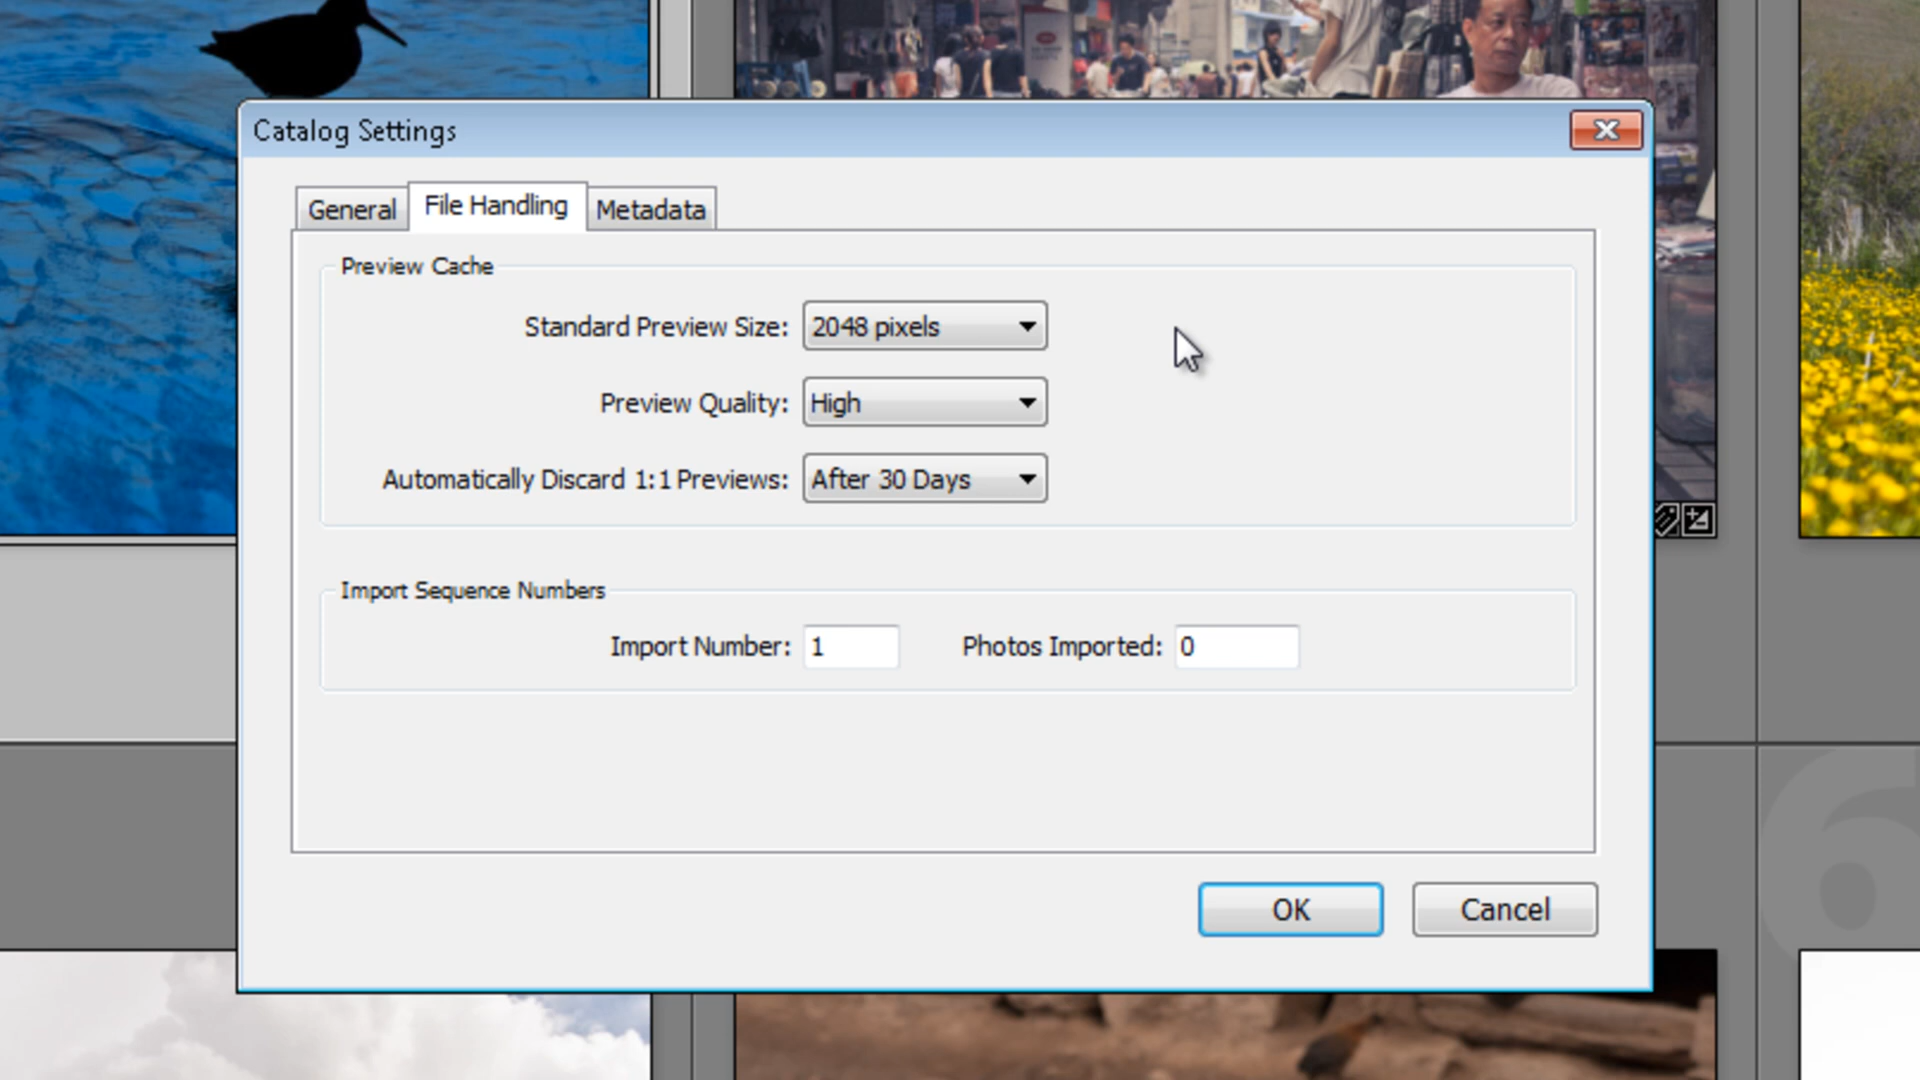 Catalog Settings
General File Handling Metadata
Preview Cache
Standard Preview Size: 2048 pixels
Preview Quality: High
Automatically Discard 1:1 Previews: After 30 Days
Import Sequence Numbers
Import Number: 1 Photos Imported: 0
OK Cancel
6